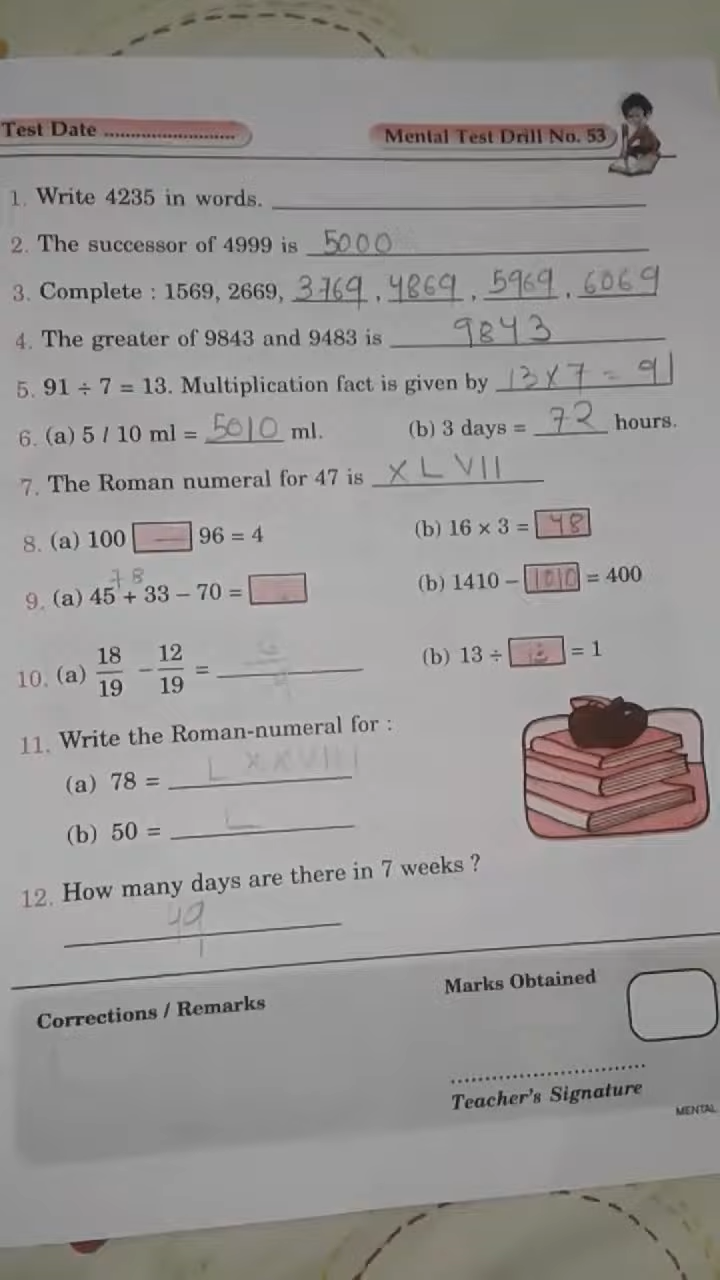 Test Date ........................
Mental Test Drill No. 53
1. Write 4235 in words. ____________
2. The successor of 4999 is 5000
3. Complete : 1569, 2669, 3769, 4869, 5969, 6069
4. The greater of 9843 and 9483 is 9843
5. 91 ÷ 7 = 13. Multiplication fact is given by 13 x 7 = 91
6. (a) 5 l 10 ml = 5010 ml. (b) 3 days = 72 hours.
7. The Roman numeral for 47 is XLVII
8. (a) 100 — 96 = 4 (b) 16 × 3 = 48
78
9. (a) 45 + 33 – 70 = (b) 1410 – 1010 = 400
10. (a) 18/19 – 12/19 = (b) 13 ÷ = 1
11. Write the Roman-numeral for :
(a) 78 = LXXVIII
(b) 50 = L
12. How many days are there in 7 weeks ?
49
Corrections / Remarks
Marks Obtained
Teacher's Signature
MENTAL